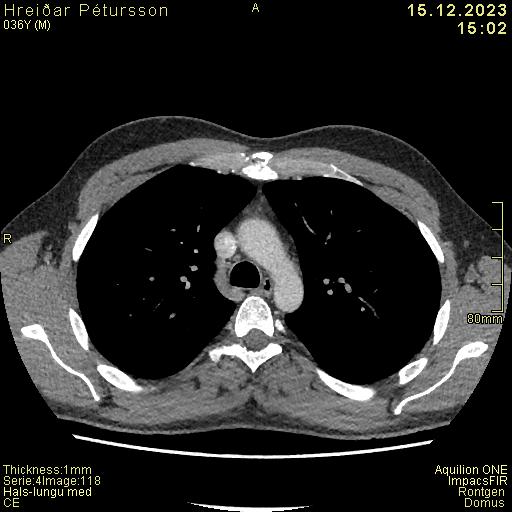 Hreiðar Pétursson
036Y (M)
A
15.12.2023
15:02
R
80mm
Thickness:1mm
Serie:4Image:118
Hals-lungu med
CE
Aquilion ONE
ImpacsFIR
Rontgen
Domus